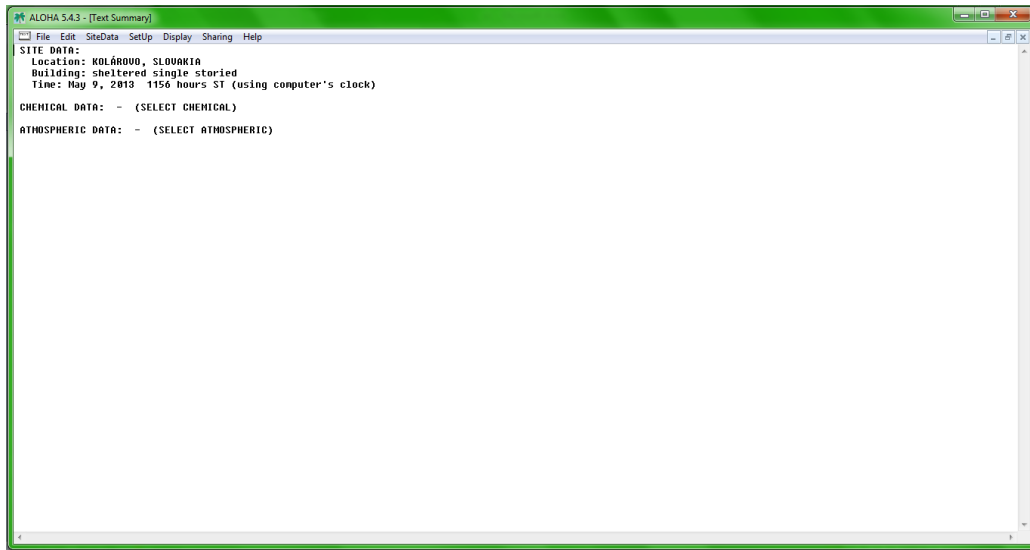 ALOHA 5.4.3 - [Text Summary]
File Edit SiteData SetUp Display Sharing Help
SITE DATA:
Location: KOLÁROVO, SLOVAKIA
Building: sheltered single storied
Time: May 9, 2013 1156 hours ST (using computer's clock)
CHEMICAL DATA: - (SELECT CHEMICAL)
ATMOSPHERIC DATA: - (SELECT ATMOSPHERIC)